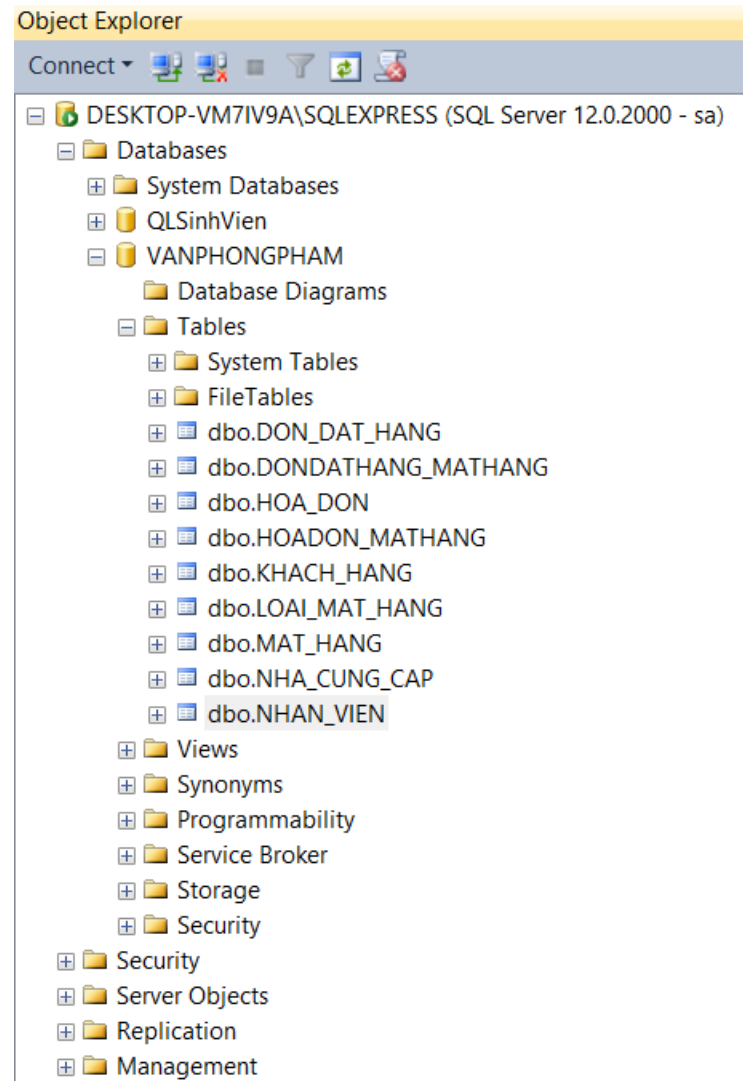 Object Explorer
Connect
DESKTOP-VM7IV9A\SQLEXPRESS (SQL Server 12.0.2000 - sa)
Databases
System Databases
QLSinhVien
VANPHONGPHAM
Database Diagrams
Tables
System Tables
FileTables
dbo.DON_DAT_HANG
dbo.DONDATHANG_MATHANG
dbo.HOA_DON
dbo.HOADON_MATHANG
dbo.KHACH_HANG
dbo.LOAI_MAT_HANG
dbo.MAT_HANG
dbo.NHA_CUNG_CAP
dbo.NHAN_VIEN
Views
Synonyms
Programmability
Service Broker
Storage
Security
Security
Server Objects
Replication
Management